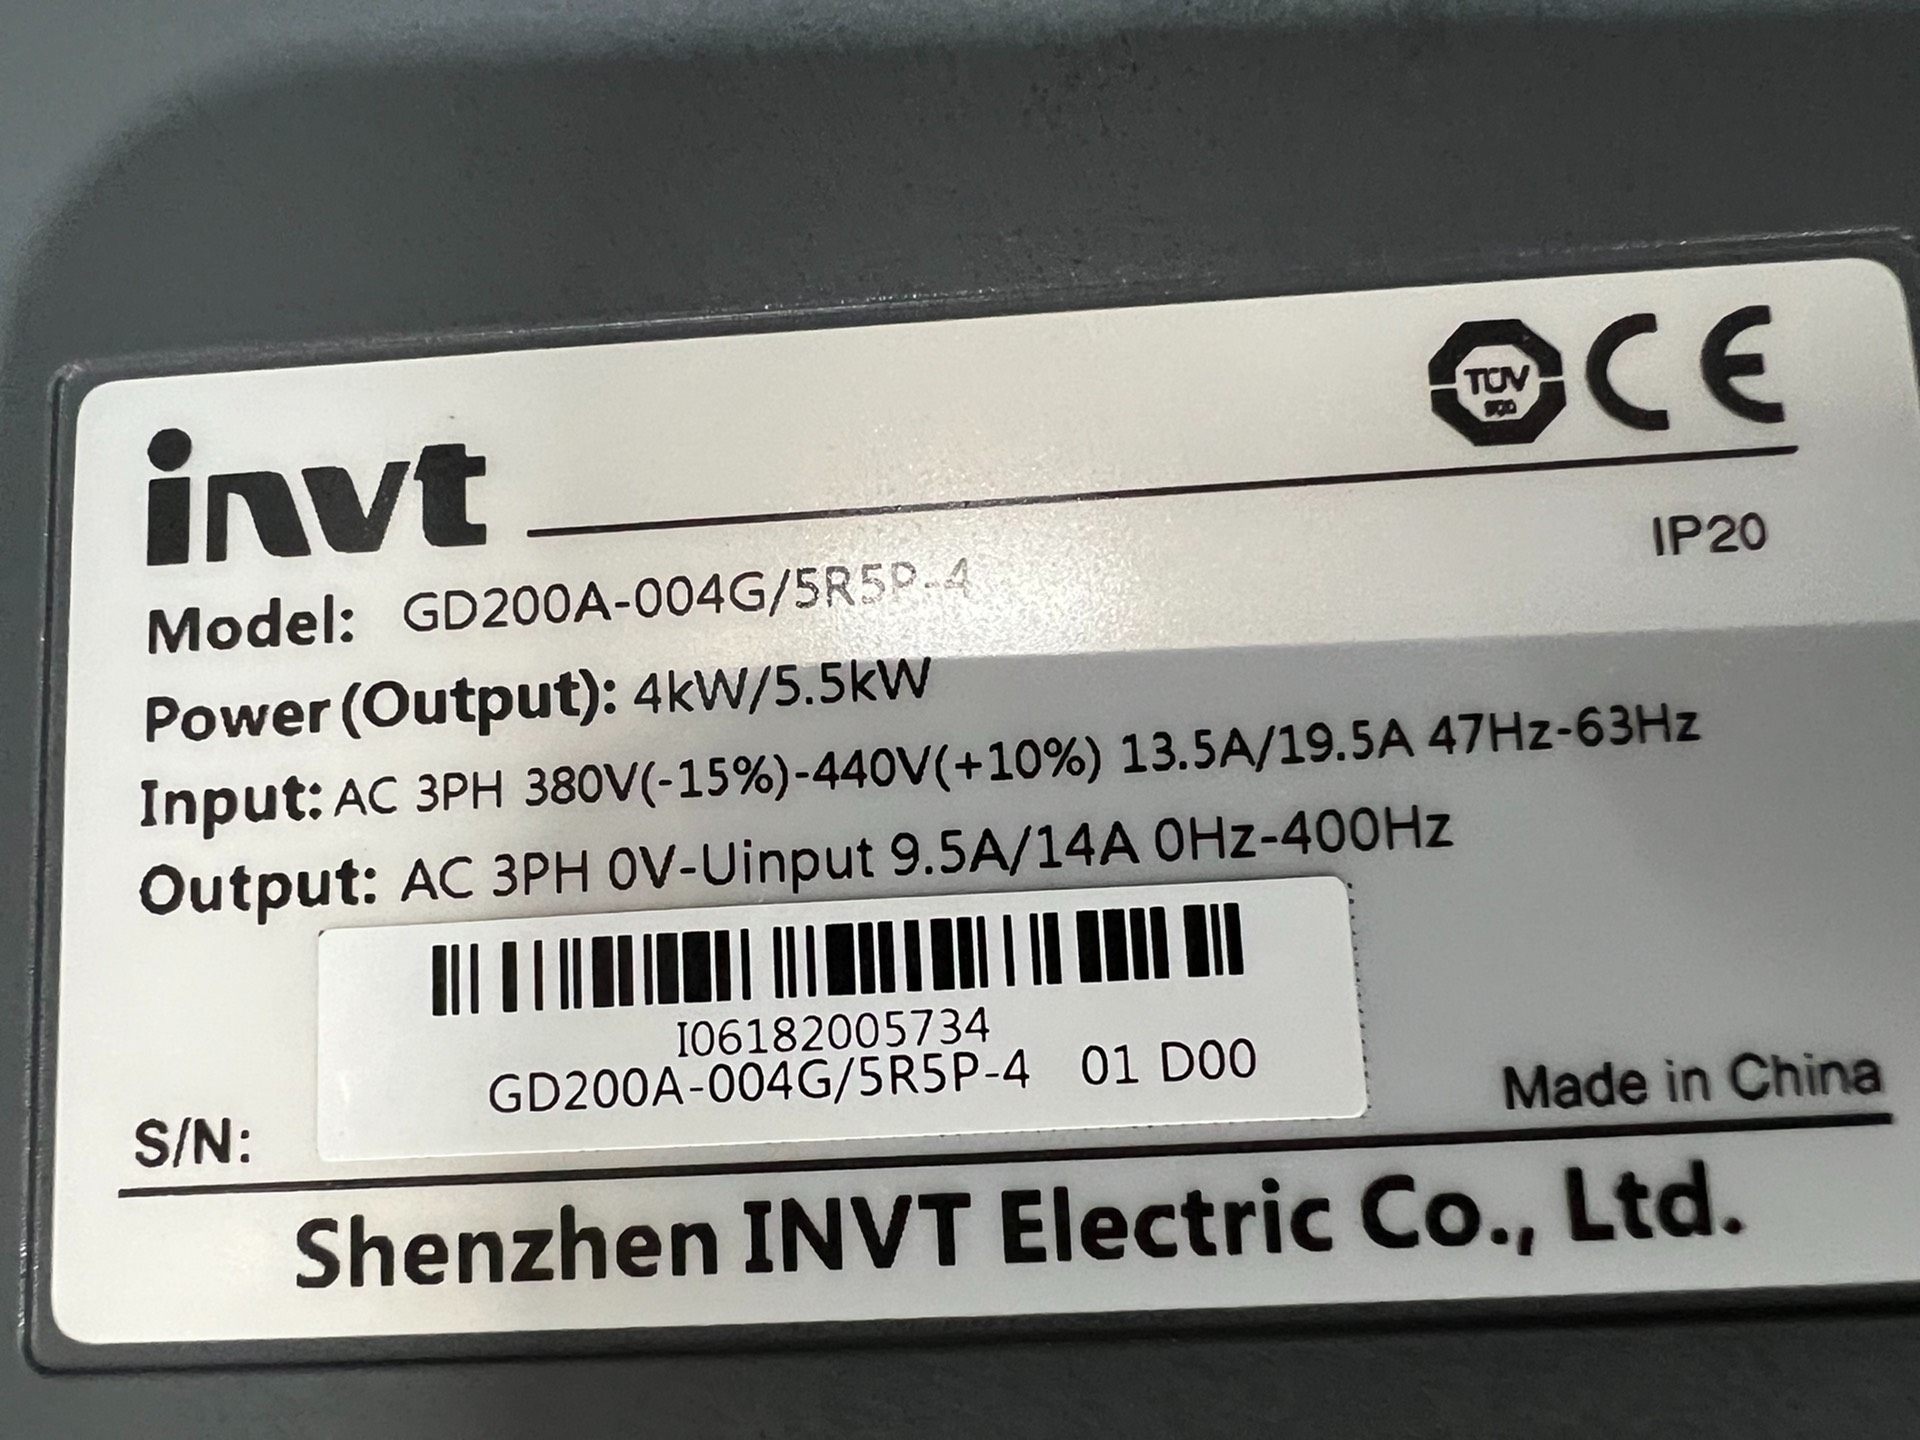 invt
TÜV
CE
IP20
Model: GD200A-004G/5R5P-4
Power(Output): 4kW/5.5kW
Input: AC 3PH 380V(-15%)-440V(+10%) 13.5A/19.5A 47Hz-63Hz
Output: AC 3PH 0V-Uinput 9.5A/14A 0Hz-400Hz
I06182005734
GD200A-004G/5R5P-4 01 D00
S/N:
Made in China
Shenzhen INVT Electric Co., Ltd.